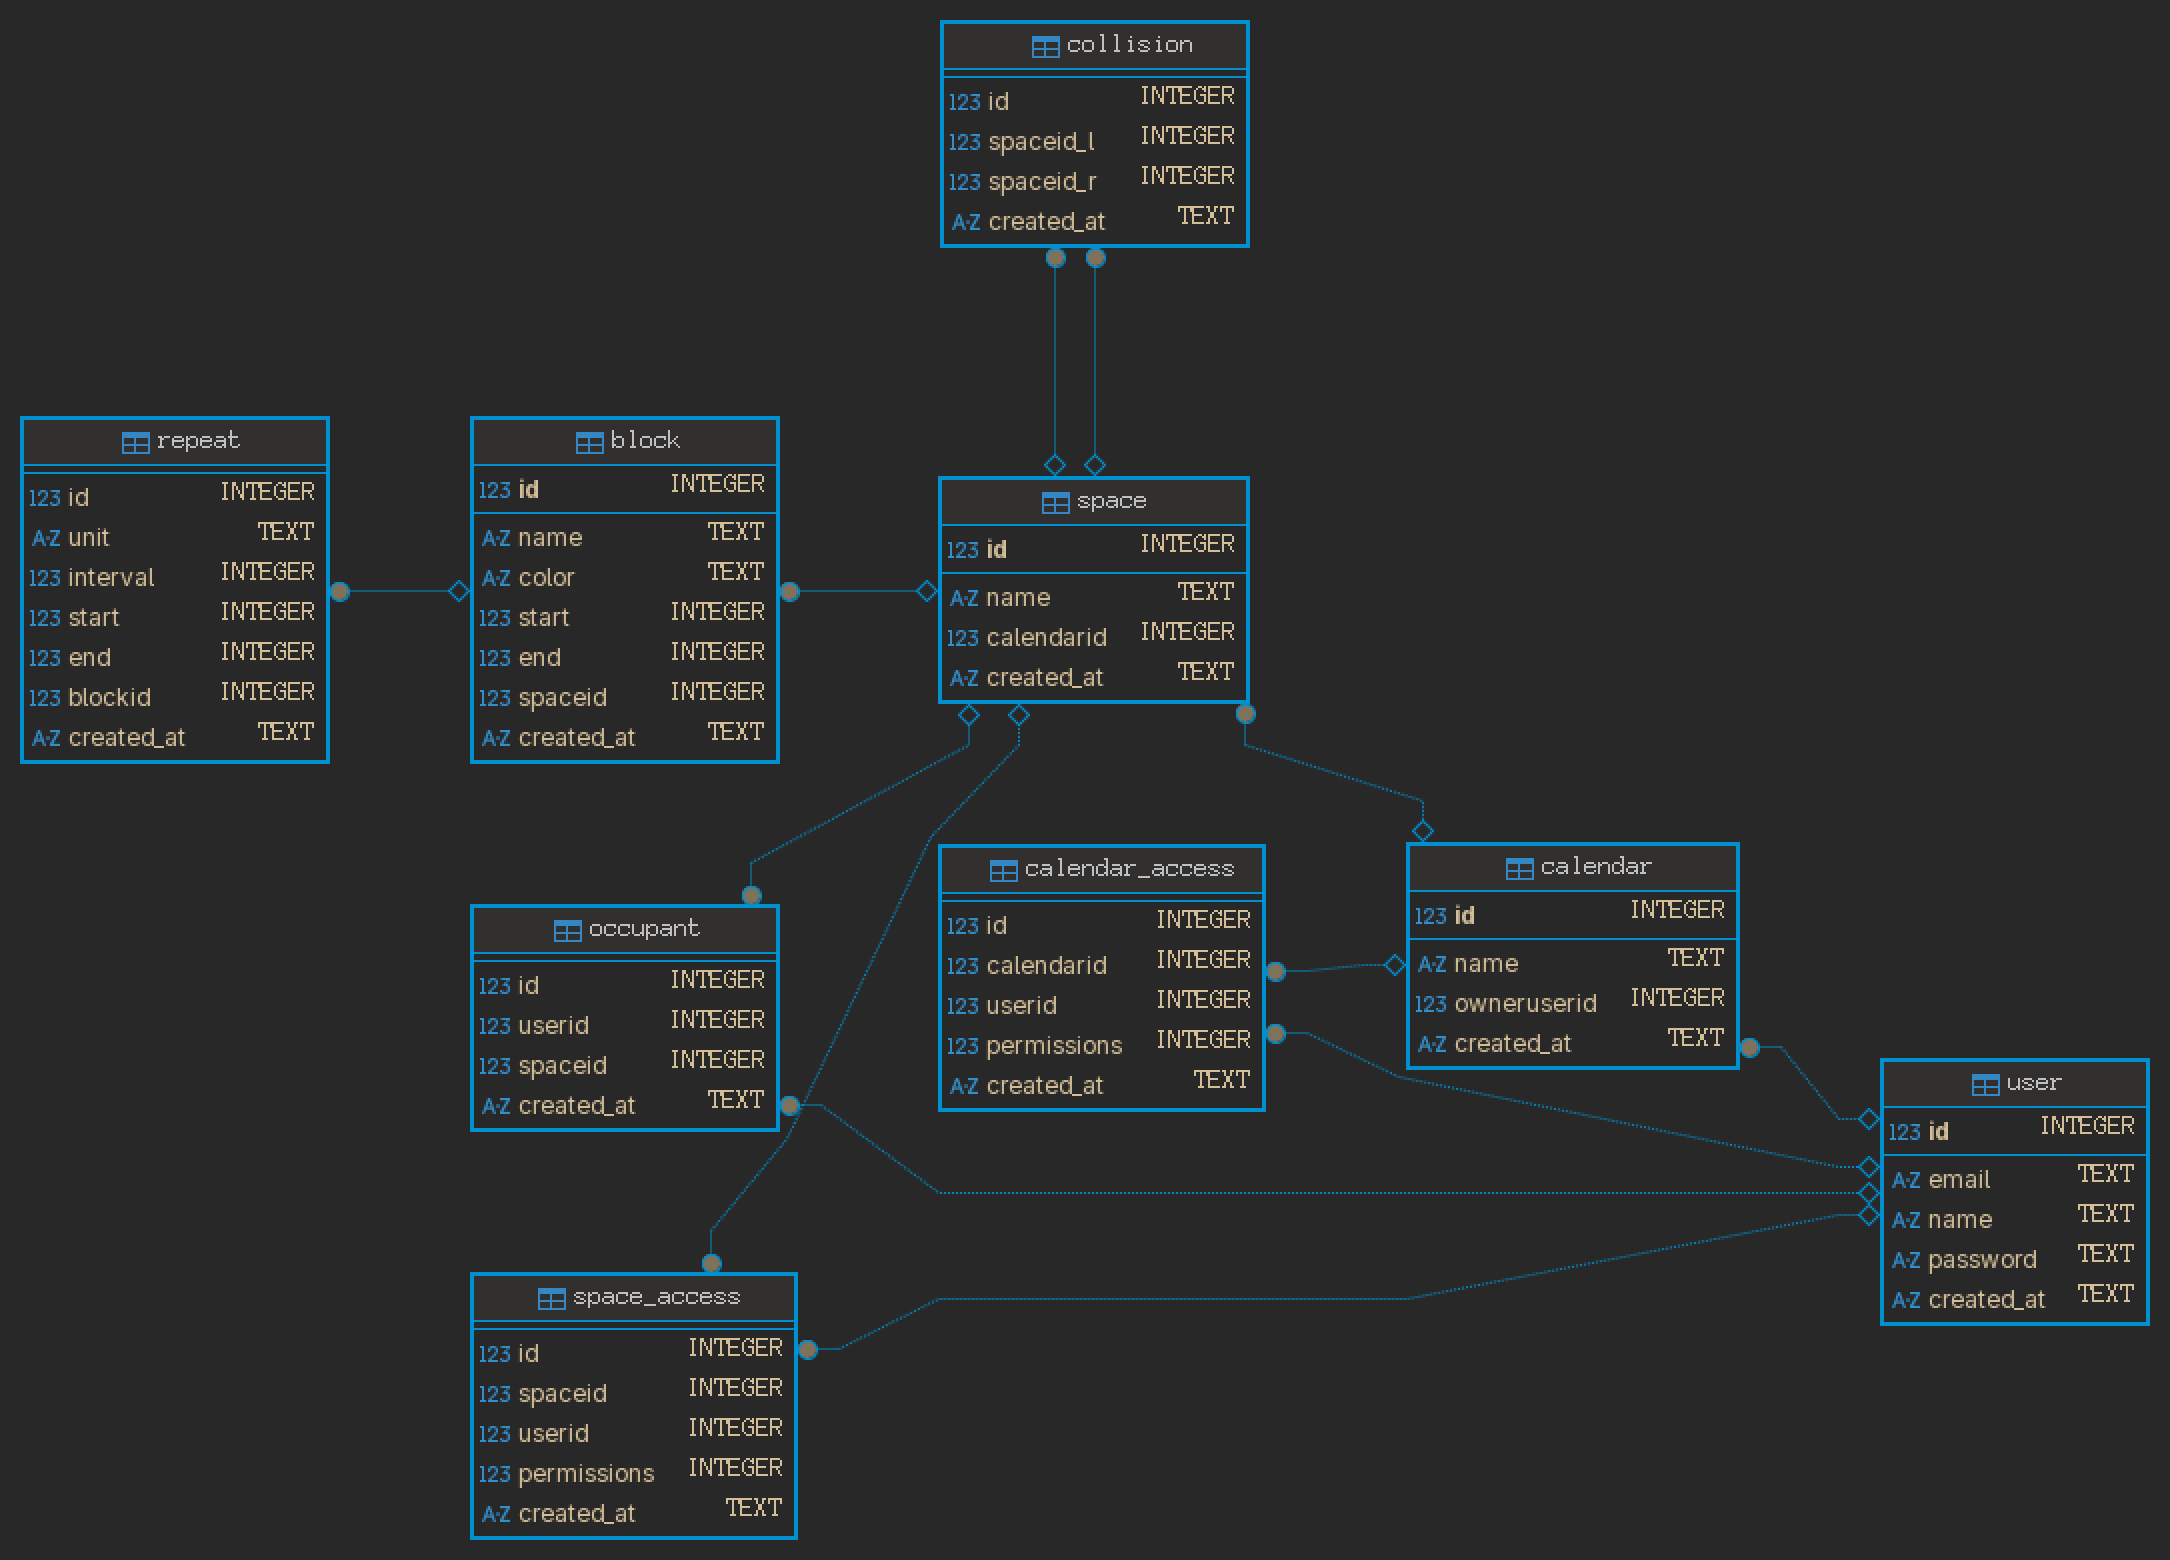 collision
123 id INTEGER
123 spaceid_l INTEGER
123 spaceid_r INTEGER
A-Z created_at TEXT
repeat
123 id INTEGER
A-Z unit TEXT
123 interval INTEGER
123 start INTEGER
123 end INTEGER
123 blockid INTEGER
A-Z created_at TEXT
block
123 id INTEGER
A-Z name TEXT
A-Z color TEXT
123 start INTEGER
123 end INTEGER
123 spaceid INTEGER
A-Z created_at TEXT
space
123 id INTEGER
A-Z name TEXT
123 calendarid INTEGER
A-Z created_at TEXT
occupant
123 id INTEGER
123 userid INTEGER
123 spaceid INTEGER
A-Z created_at TEXT
calendar_access
123 id INTEGER
123 calendarid INTEGER
123 userid INTEGER
123 permissions INTEGER
A-Z created_at TEXT
calendar
123 id INTEGER
A-Z name TEXT
123 owneruserid INTEGER
A-Z created_at TEXT
user
123 id INTEGER
A-Z email TEXT
A-Z name TEXT
A-Z password TEXT
A-Z created_at TEXT
space_access
123 id INTEGER
123 spaceid INTEGER
123 userid INTEGER
123 permissions INTEGER
A-Z created_at TEXT